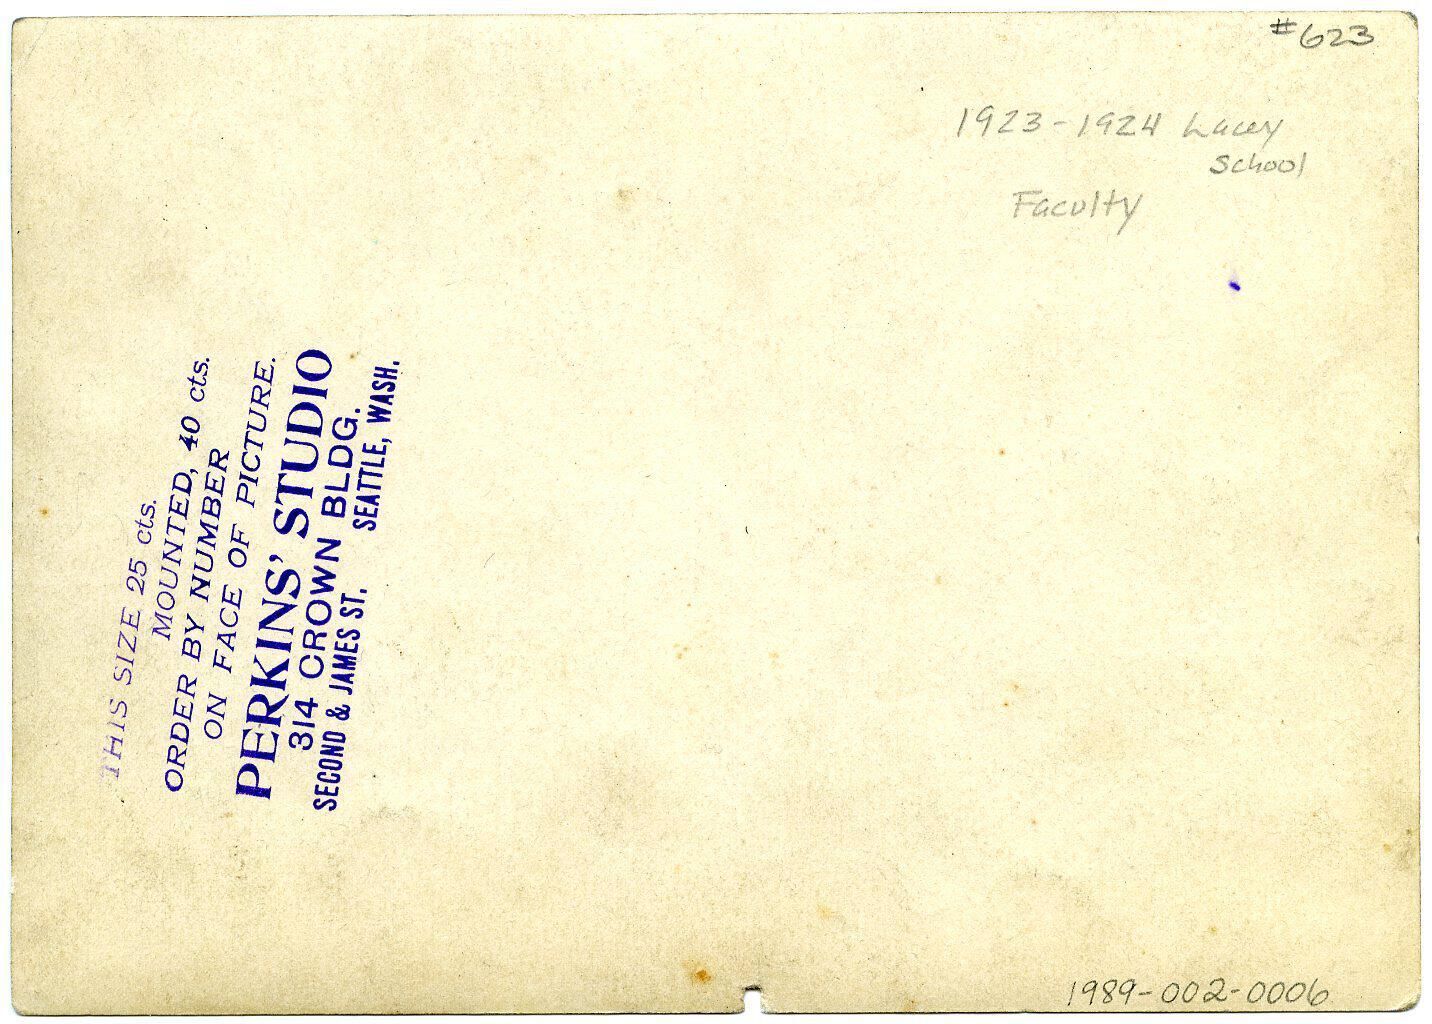 #623
1923-1924 Lacey
School
Faculty
THIS SIZE 25 cts.
MOUNTED, 40 cts.
ORDER BY NUMBER
ON FACE OF PICTURE.
PERKINS' STUDIO
314 CROWN BLDG.
SECOND & JAMES ST. SEATTLE, WASH.
1989-002-0006